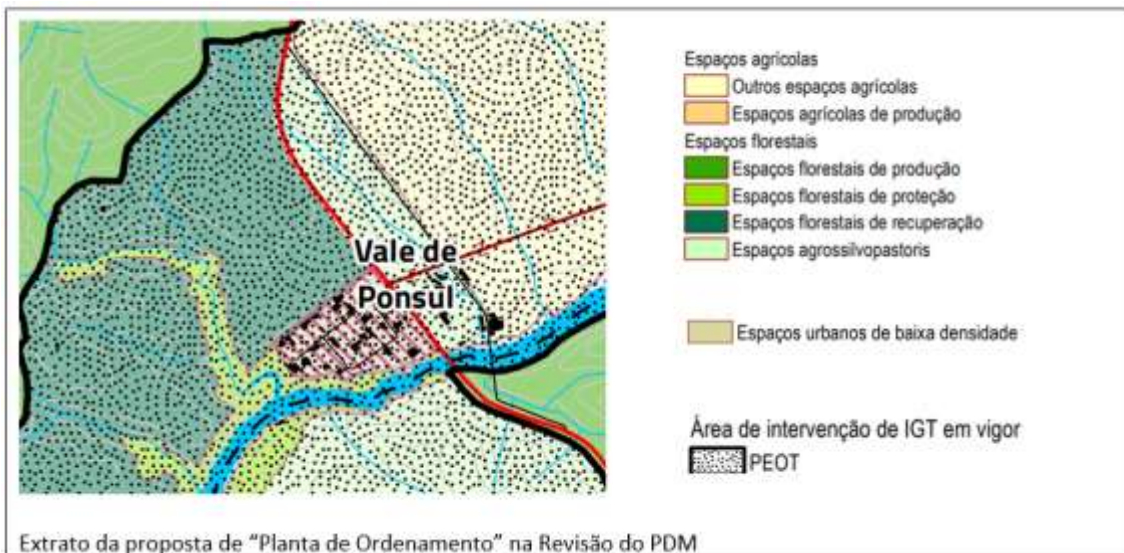 Vale de
Ponsul
Espaços agrícolas
Outros espaços agrícolas
Espaços agrícolas de produção
Espaços florestais
Espaços florestais de produção
Espaços florestais de proteção
Espaços florestais de recuperação
Espaços agrossilvopastoris
Espaços urbanos de baixa densidade
Área de intervenção de IGT em vigor
PEOT
Extrato da proposta de “Planta de Ordenamento” na Revisão do PDM